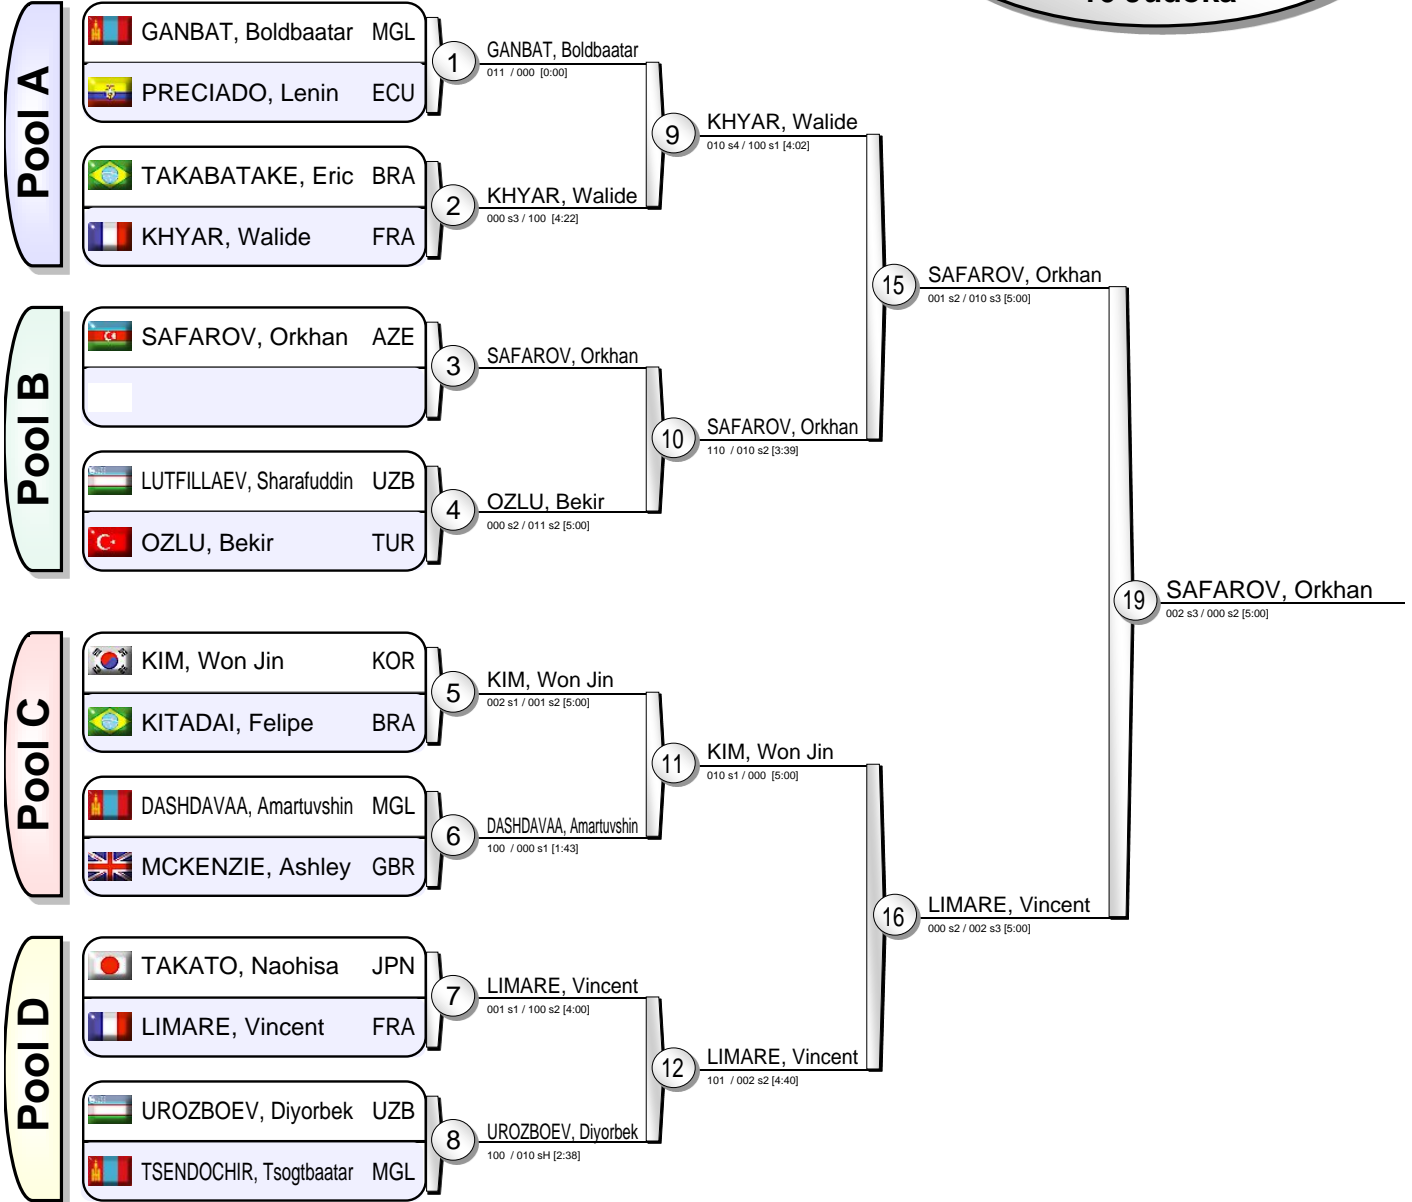 Pool A
GANBAT, Boldbaatar MGL
PRECIADO, Lenin ECU
TAKABATAKE, Eric BRA
KHYAR, Walide FRA
1
GANBAT, Boldbaatar
011 / 000 [0:00]
2
KHYAR, Walide
000 s3 / 100 [4:22]
9
KHYAR, Walide
010 s4 / 100 s1 [4:02]
Pool B
SAFAROV, Orkhan AZE
LUTFILLAEV, Sharafuddin UZB
OZLU, Bekir TUR
3
SAFAROV, Orkhan
4
OZLU, Bekir
000 s2 / 011 s2 [5:00]
10
SAFAROV, Orkhan
110 / 010 s2 [3:39]
15
SAFAROV, Orkhan
001 s2 / 010 s3 [5:00]
Pool C
KIM, Won Jin KOR
KITADAI, Felipe BRA
DASHDAVAA, Amartuvshin MGL
MCKENZIE, Ashley GBR
5
KIM, Won Jin
002 s1 / 001 s2 [5:00]
6
DASHDAVAA, Amartuvshin
100 / 000 s1 [1:43]
11
KIM, Won Jin
010 s1 / 000 [5:00]
Pool D
TAKATO, Naohisa JPN
LIMARE, Vincent FRA
UROZBOEV, Diyorbek UZB
TSENDOCHIR, Tsogtbaatar MGL
7
LIMARE, Vincent
001 s1 / 100 s2 [4:00]
8
UROZBOEV, Diyorbek
100 / 010 sH [2:38]
12
LIMARE, Vincent
101 / 002 s2 [4:40]
16
LIMARE, Vincent
000 s2 / 002 s3 [5:00]
19
SAFAROV, Orkhan
002 s3 / 000 s2 [5:00]